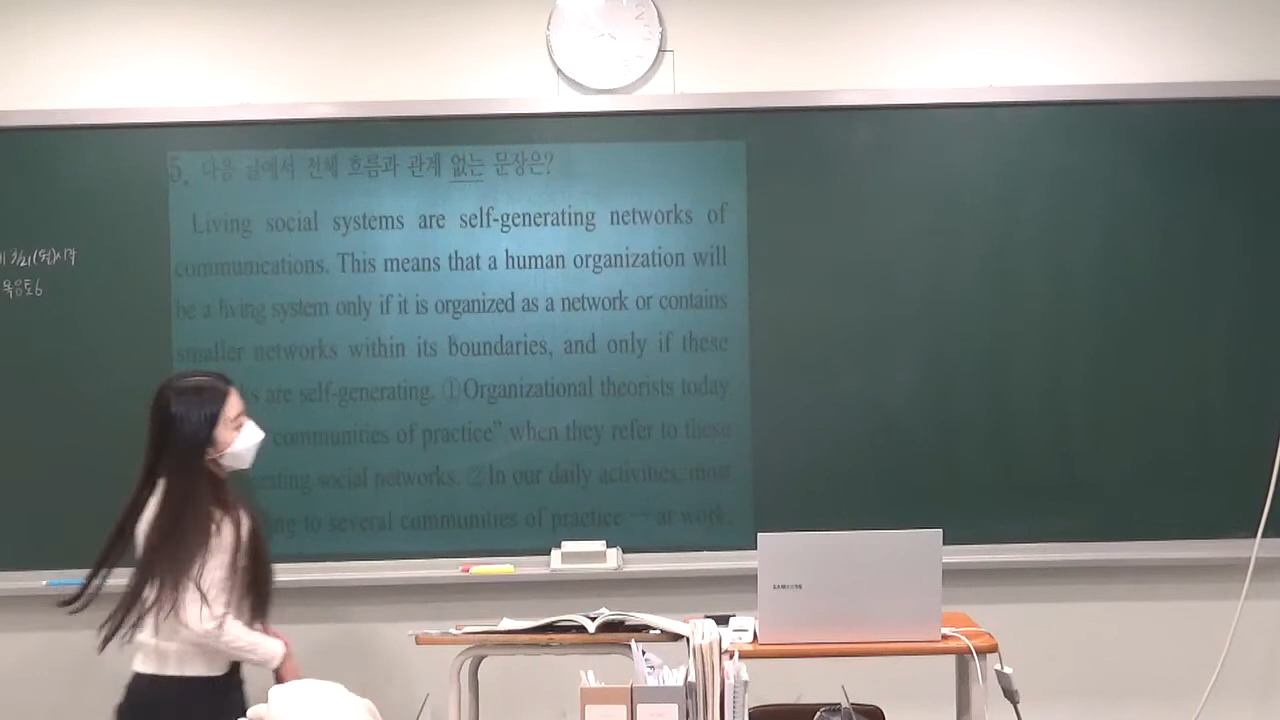 5. 다음 글에서 전체 흐름과 관계 없는 문장은?
Living social systems are self-generating networks of
communications. This means that a human organization will
be a living system only if it is organized as a network or contains
smaller networks within its boundaries, and only if these
are self-generating. ①Organizational theorists today
communities of practice” when they refer to these
social networks. ②In our daily activities, most
to several communities of practice — at work,
SAMSUNG